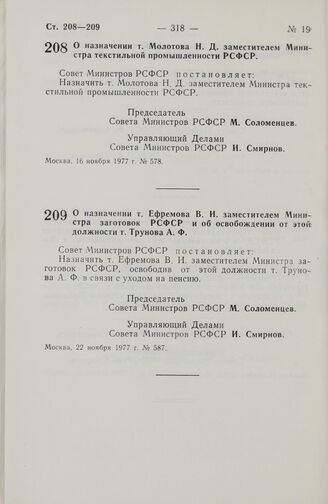 Ст. 208—209 — 318 — № 19
208 О назначении т. Молотова Н. Д. заместителем Мини-
стра текстильной промышленности РСФСР.
Совет Министров РСФСР постановляет:
Назначить т. Молотова Н. Д. заместителем Министра тек-
стильной промышленности РСФСР.
Председатель
Совета Министров РСФСР М. Соломенцев.
Управляющий Делами
Совета Министров РСФСР И. Смирнов.
Москва, 16 ноября 1977 г. № 578.
209 О назначении т. Ефремова В. И. заместителем Мини-
стра заготовок РСФСР и об освобождении от этой
должности т. Трунова А. Ф.
Совет Министров РСФСР постановляет:
Назначить т. Ефремова В. И. заместителем Министра за-
готовок РСФСР, освободив от этой должности т. Труно-
ва А. Ф. в связи с уходом на пенсию.
Председатель
Совета Министров РСФСР М. Соломенцев.
Управляющий Делами
Совета Министров РСФСР И. Смирнов.
Москва, 22 ноября 1977 г. № 587.